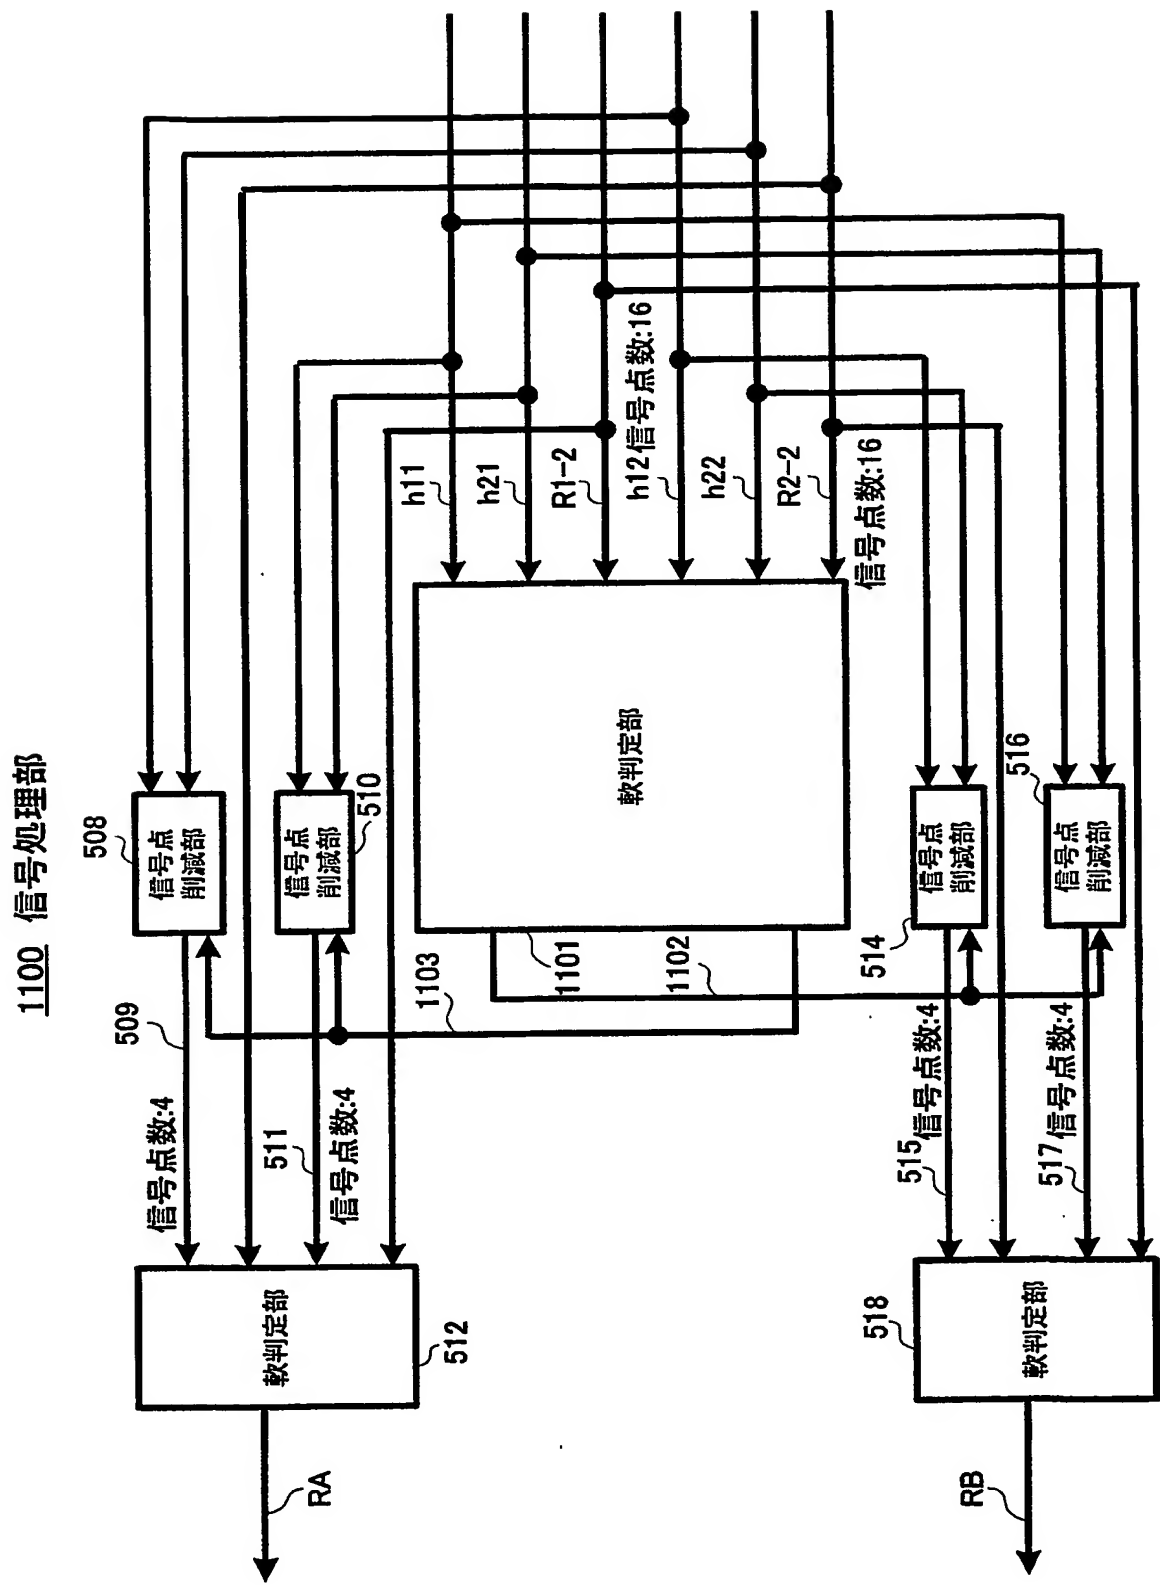 1100 信号処理部
508
信号点
削減部
509
信号点数:4
510
信号点
削減部
511
信号点数:4
軟判定部
512
RA
h11
h21
R1-2
信号点数:16
h12
h22
R2-2
信号点数:16
軟判定部
1101
1102
1103
514
信号点
削減部
515
信号点数:4
516
信号点
削減部
517
信号点数:4
軟判定部
518
RB